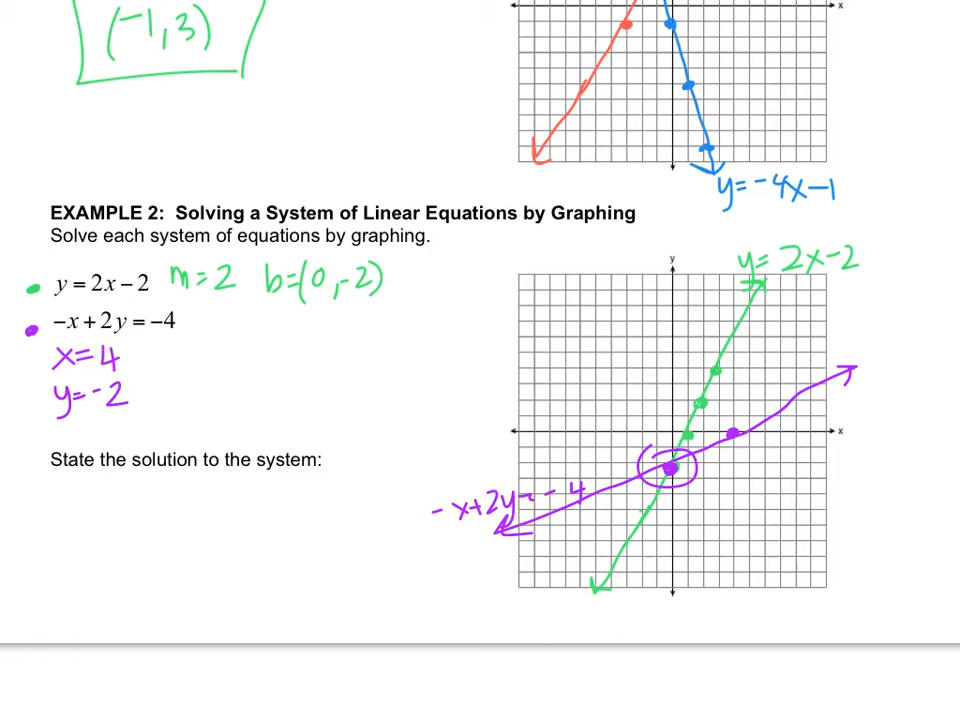 (-1,3)
x
y=-4x-1
EXAMPLE 2: Solving a System of Linear Equations by Graphing
Solve each system of equations by graphing.
y = 2x − 2 m=2 b=(0,-2)
−x + 2y = −4
x=4
y=-2
State the solution to the system:
y
y=2x-2
x
-x+2y=-4